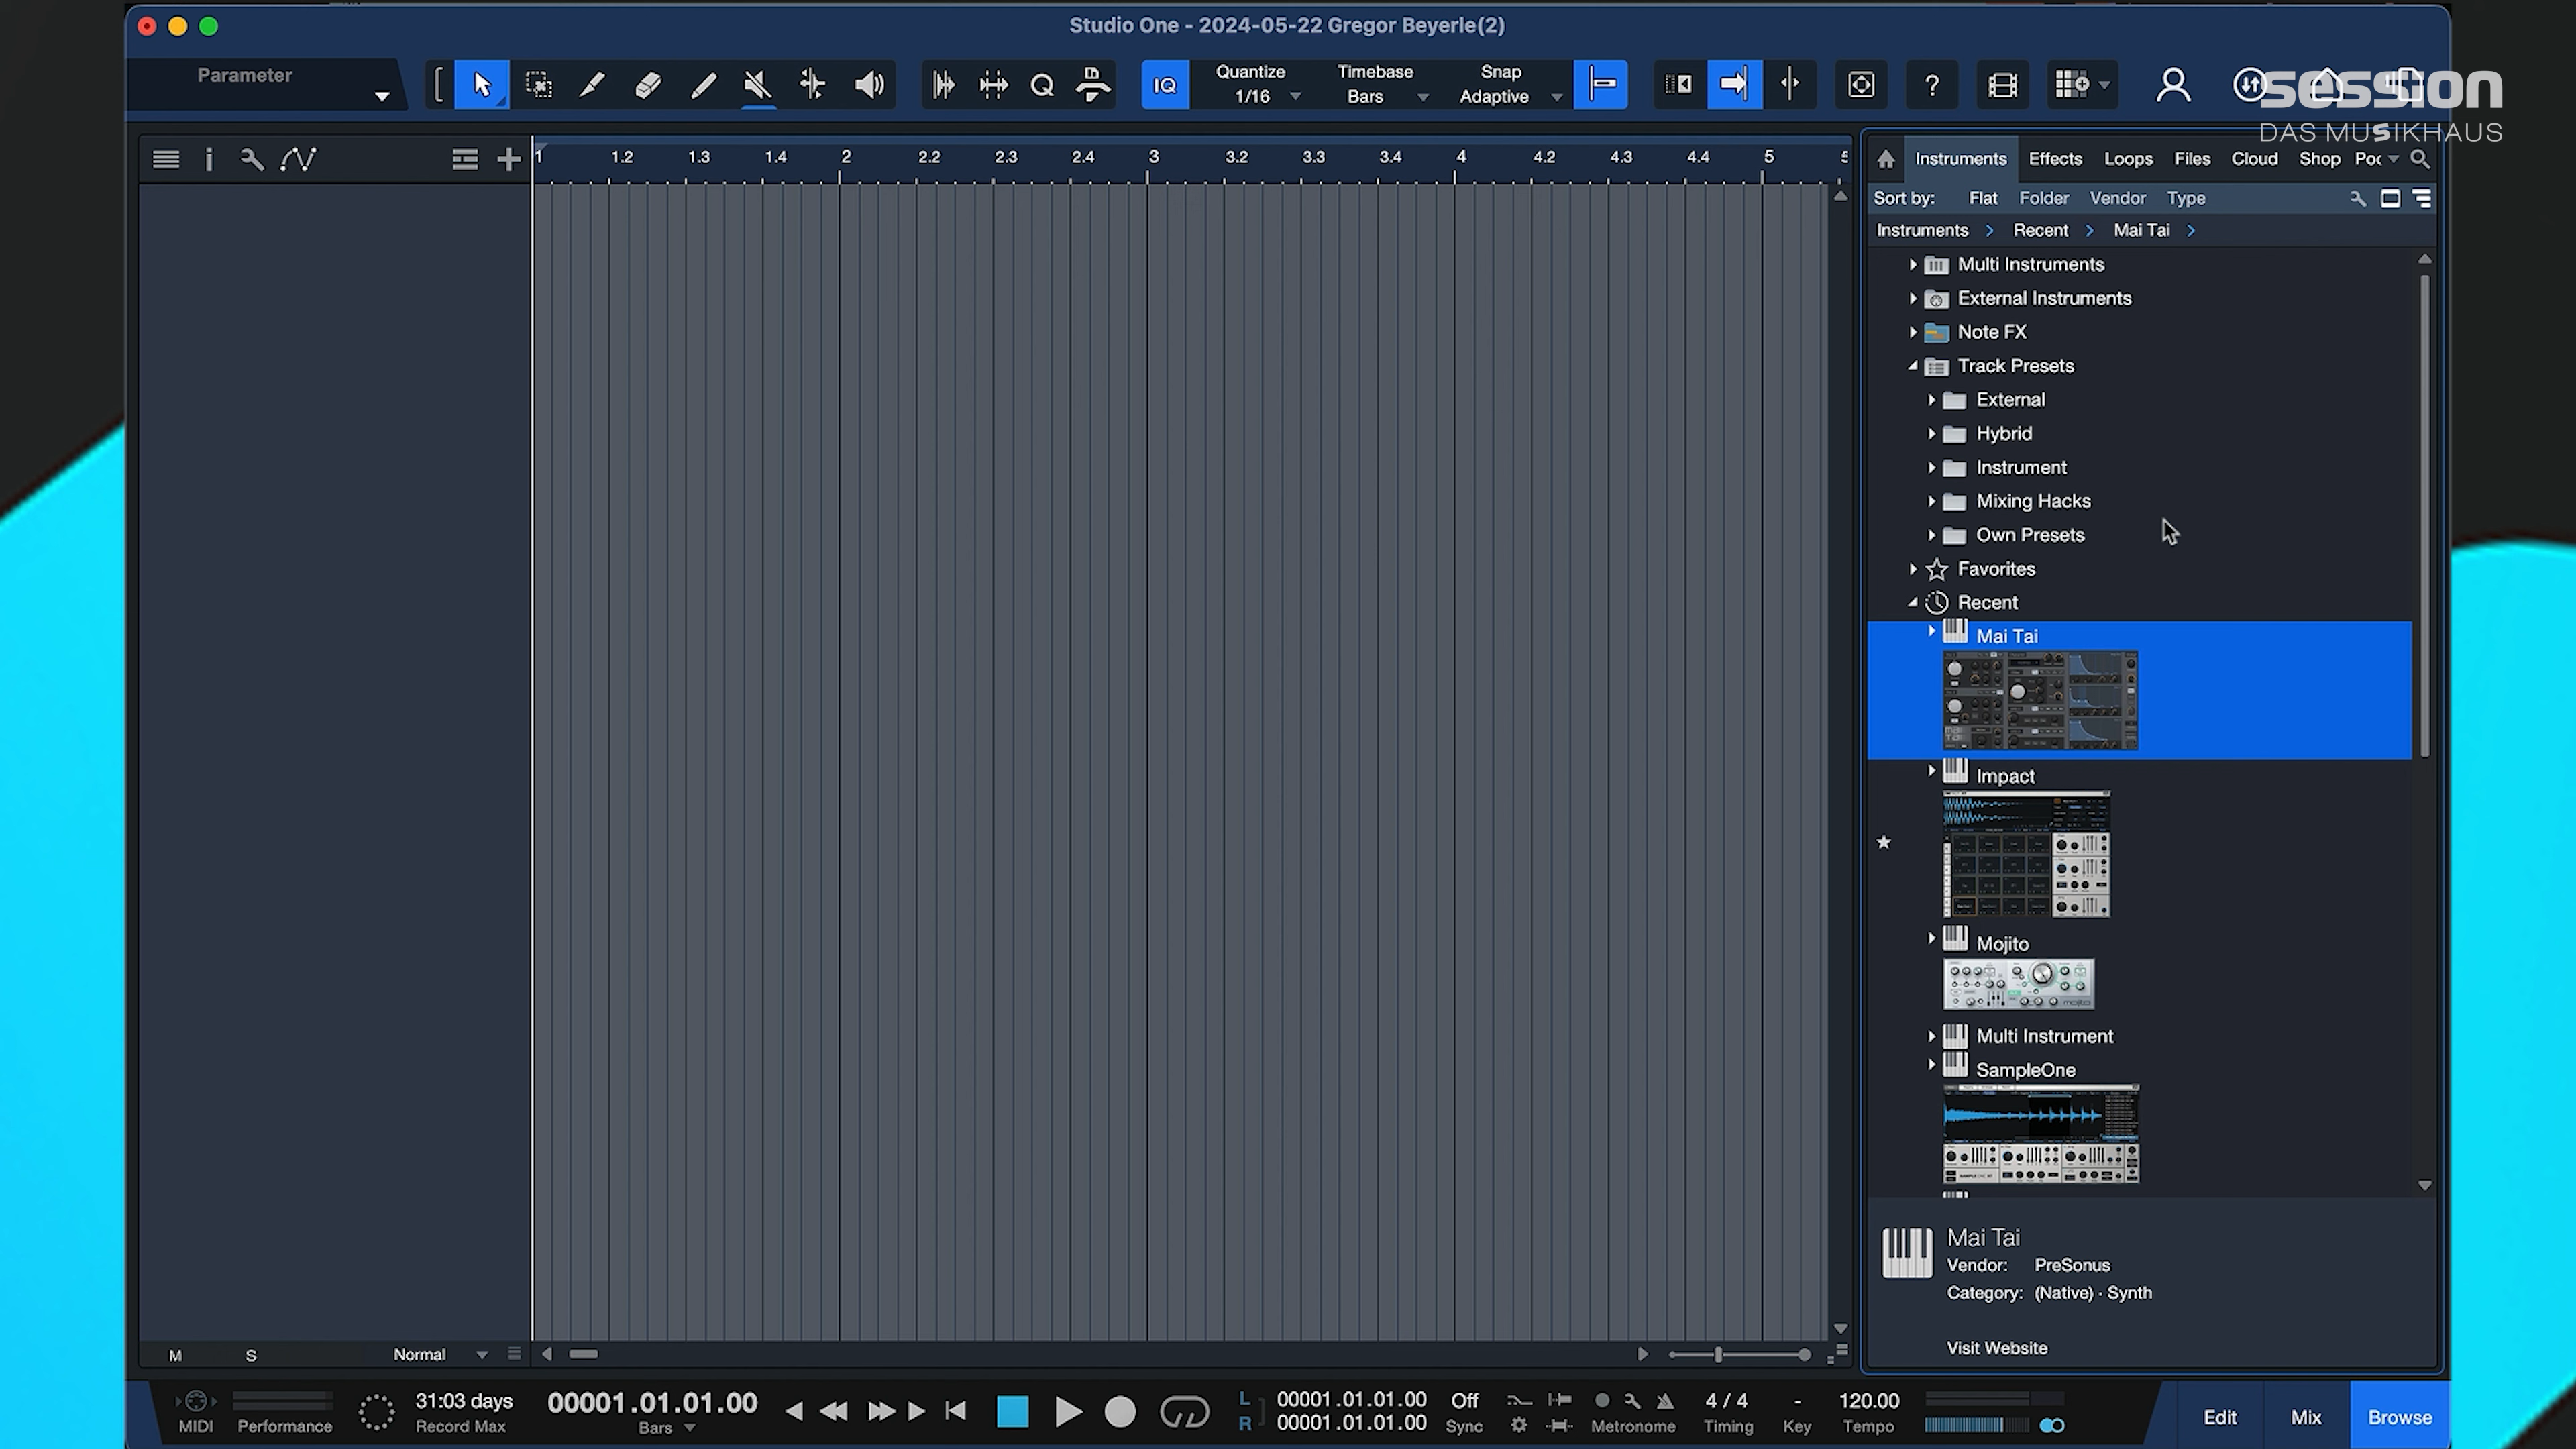 Studio One - 2024-05-22 Gregor Beyerle(2)
Parameter
IQ
Quantize
1/16
Timebase
Bars
Snap
Adaptive
?
session
DAS MUSIKHAUS
1 1.2 1.3 1.4 2 2.2 2.3 2.4 3 3.2 3.3 3.4 4 4.2 4.3 4.4 5
Instruments Effects Loops Files Cloud Shop
Sort by: Flat Folder Vendor Type
Instruments > Recent > Mai Tai >
Multi Instruments
External Instruments
Note FX
Track Presets
External
Hybrid
Instrument
Mixing Hacks
Own Presets
Favorites
Recent
Mai Tai
Impact
Mojito
Multi Instrument
SampleOne
Mai Tai
Vendor: PreSonus
Category: (Native) · Synth
Visit Website
M S Normal
MIDI
Performance
31:03 days
Record Max
00001.01.01.00
Bars
L 00001.01.01.00
R 00001.01.01.00
Off
Sync
Metronome
4 / 4
Timing
-
Key
120.00
Tempo
Edit Mix Browse